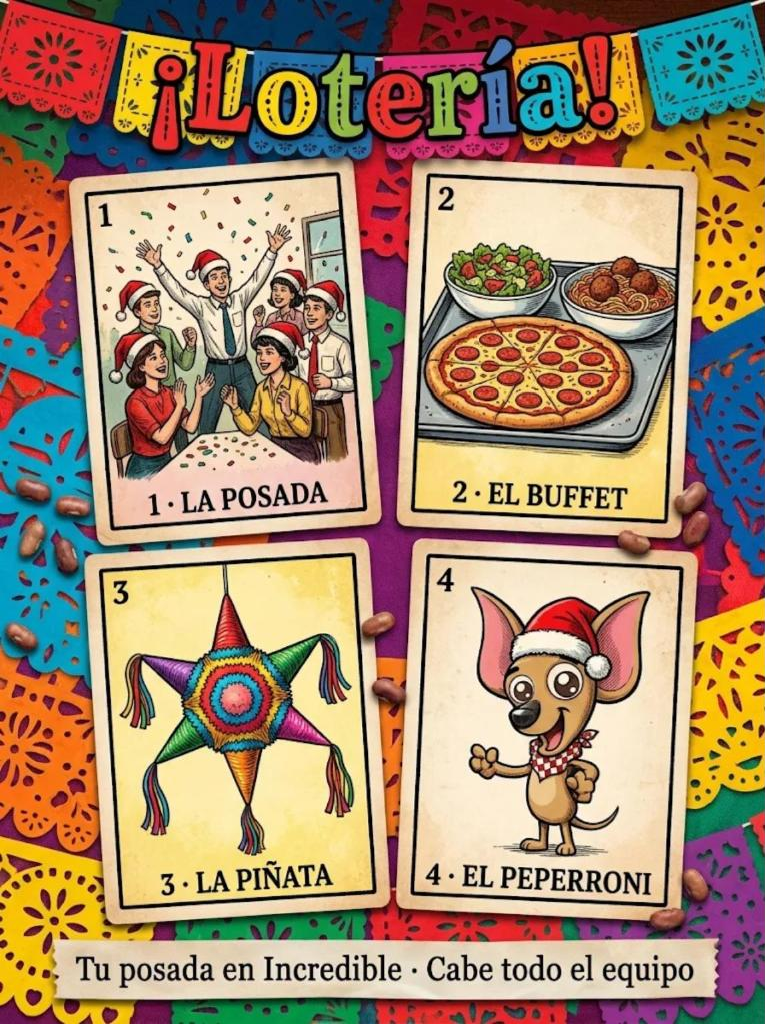 ¡Lotería!
1
1 · LA POSADA
2
2 · EL BUFFET
3
3 · LA PIÑATA
4
4 · EL PEPERRONI
Tu posada en Incredible · Cabe todo el equipo